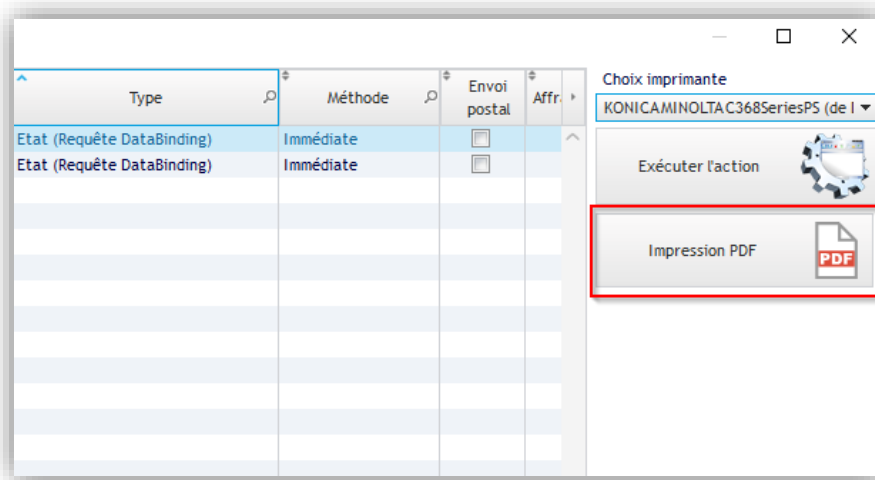 Type
Méthode
Envoi
postal
Affr
Choix imprimante
KONICAMINOLTAC368SeriesPS (de l
Etat (Requête DataBinding)
Immédiate
Etat (Requête DataBinding)
Immédiate
Exécuter l'action
Impression PDF
PDF